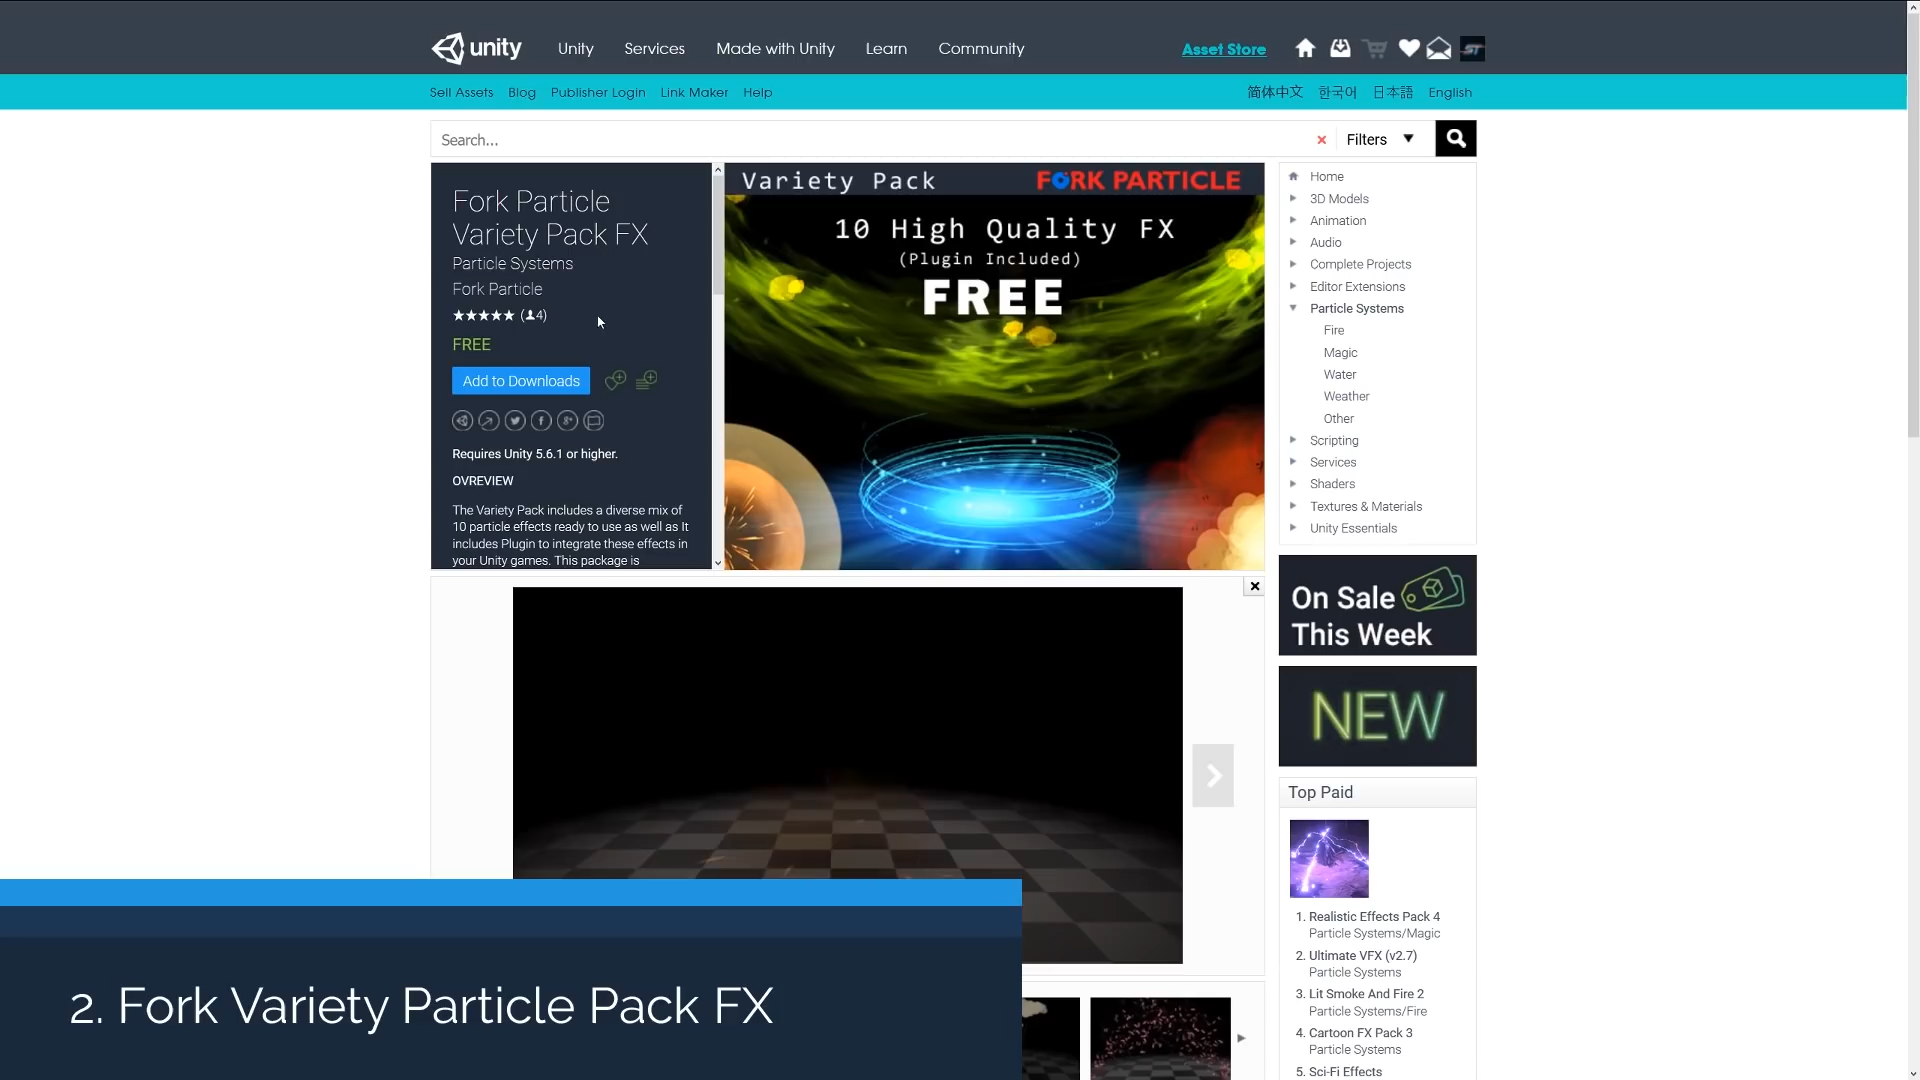 unity
Unity
Services
Made with Unity
Learn
Community
Asset Store
ST
Sell Assets
Blog
Publisher Login
Link Maker
Help
简体中文
한국어
日本語
English
Search...
Filters
Fork Particle
Variety Pack FX
Particle Systems
Fork Particle
★★★★★ (4)
FREE
Add to Downloads
Requires Unity 5.6.1 or higher.
OVREVIEW
The Variety Pack includes a diverse mix of
10 particle effects ready to use as well as It
includes Plugin to integrate these effects in
your Unity games. This package is
Variety Pack
FORK PARTICLE
10 High Quality FX
(Plugin Included)
FREE
Home
3D Models
Animation
Audio
Complete Projects
Editor Extensions
Particle Systems
Fire
Magic
Water
Weather
Other
Scripting
Services
Shaders
Textures & Materials
Unity Essentials
On Sale
This Week
NEW
Top Paid
1. Realistic Effects Pack 4
Particle Systems/Magic
2. Ultimate VFX (v2.7)
Particle Systems
3. Lit Smoke And Fire 2
Particle Systems/Fire
4. Cartoon FX Pack 3
Particle Systems
5. Sci-Fi Effects
2. Fork Variety Particle Pack FX